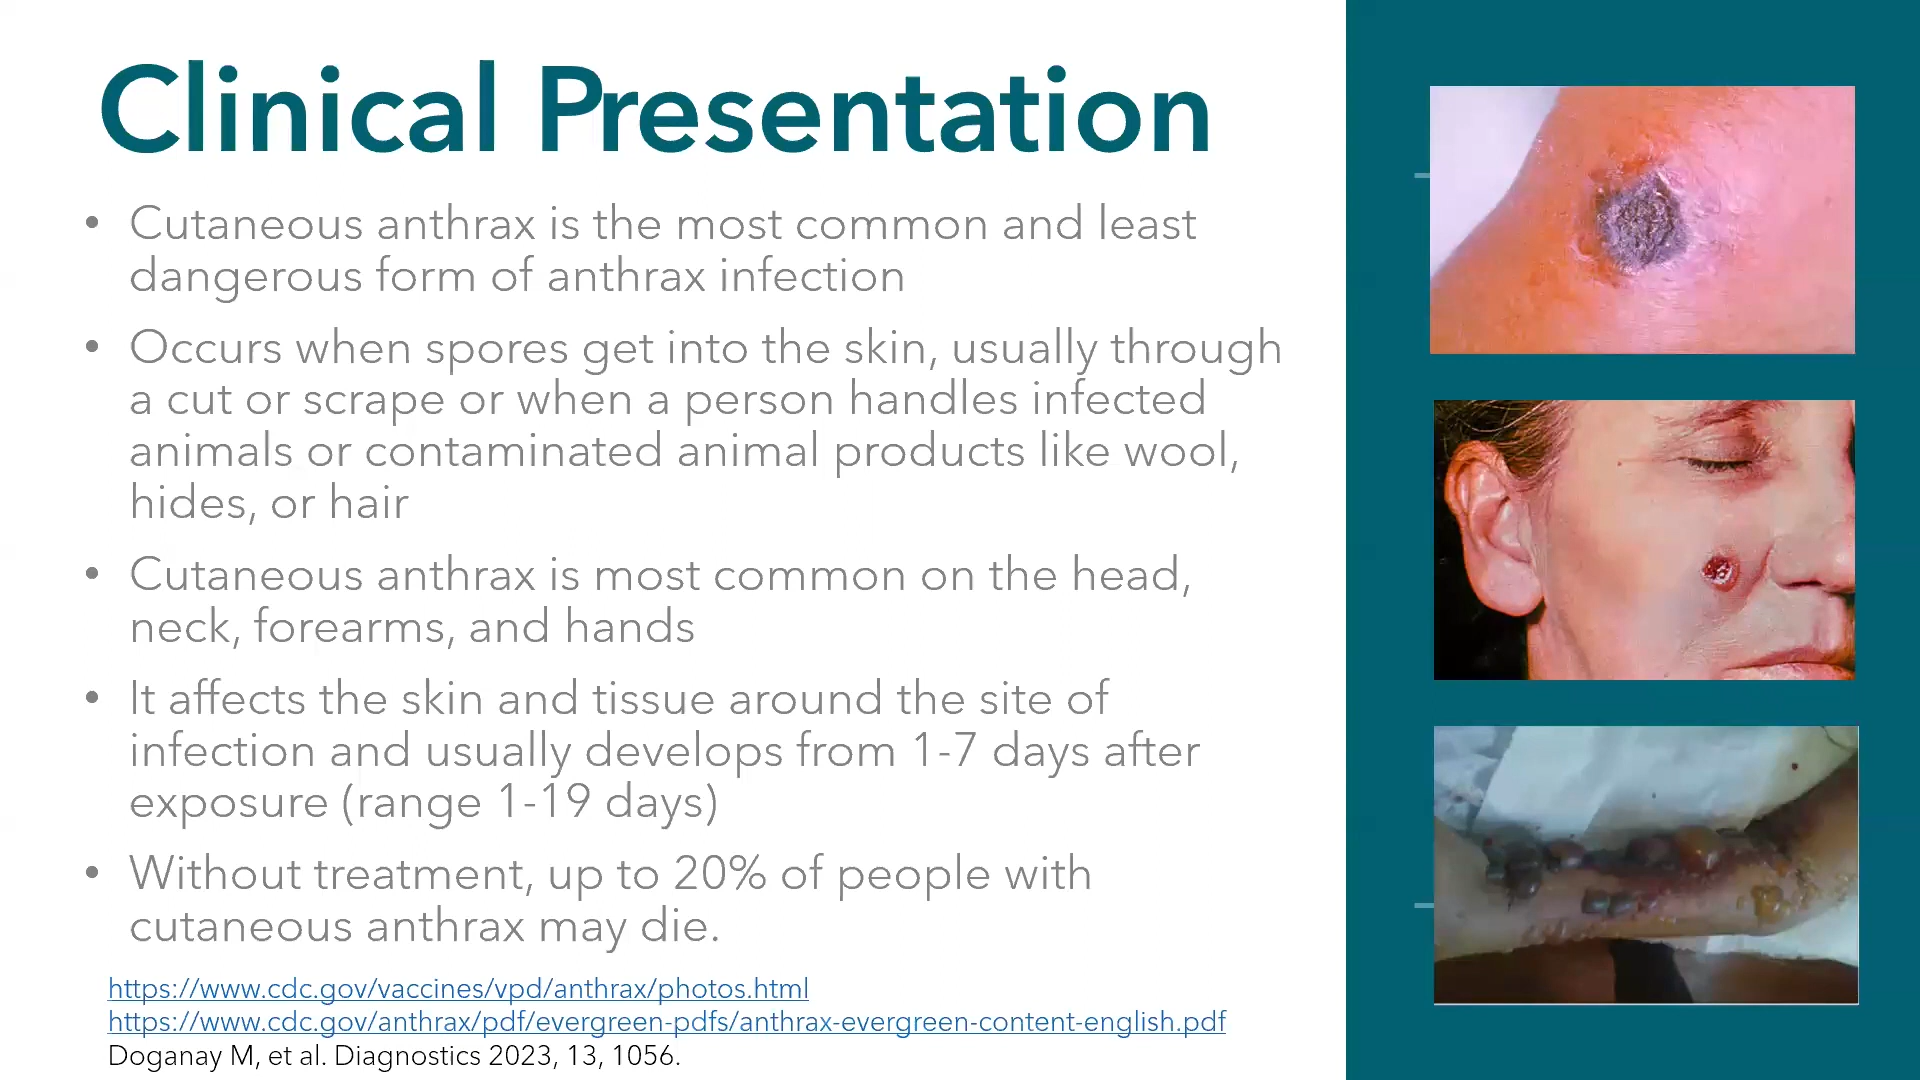 Clinical Presentation
• Cutaneous anthrax is the most common and least
dangerous form of anthrax infection
• Occurs when spores get into the skin, usually through
a cut or scrape or when a person handles infected
animals or contaminated animal products like wool,
hides, or hair
• Cutaneous anthrax is most common on the head,
neck, forearms, and hands
• It affects the skin and tissue around the site of
infection and usually develops from 1-7 days after
exposure (range 1-19 days)
• Without treatment, up to 20% of people with
cutaneous anthrax may die.
https://www.cdc.gov/vaccines/vpd/anthrax/photos.html
https://www.cdc.gov/anthrax/pdf/evergreen-pdfs/anthrax-evergreen-content-english.pdf
Doganay M, et al. Diagnostics 2023, 13, 1056.